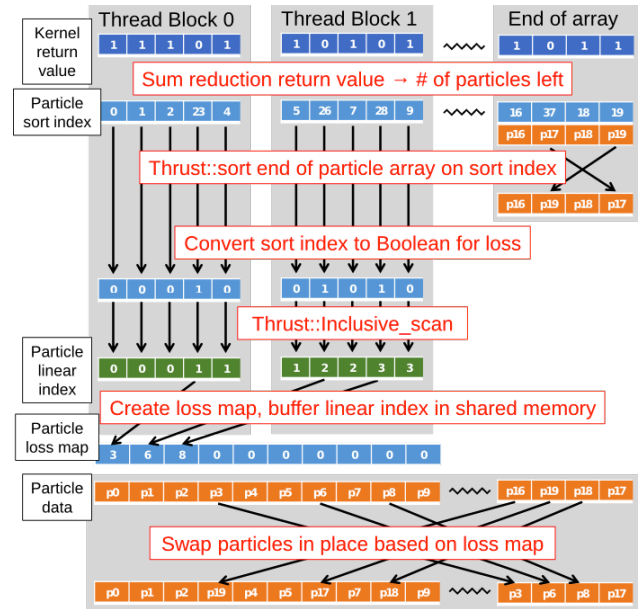 Thread Block 0
Thread Block 1
End of array
Kernel
return
value
1 1 1 0 1
1 0 1 0 1
1 0 1 1
Sum reduction return value → # of particles left
Particle
sort index
0 1 2 23 4
5 26 7 28 9
16 37 18 19
p16 p17 p18 p19
Thrust::sort end of particle array on sort index
p16 p19 p18 p17
Convert sort index to Boolean for loss
0 0 0 1 0
0 1 0 1 0
Thrust::Inclusive_scan
Particle
linear
index
0 0 0 1 1
1 2 2 3 3
Create loss map, buffer linear index in shared memory
Particle
loss map
3 6 8 0 0 0 0 0 0 0
Particle
data
p0 p1 p2 p3 p4 p5 p6 p7 p8 p9
p16 p19 p18 p17
Swap particles in place based on loss map
p0 p1 p2 p19 p4 p5 p17 p7 p18 p9
p3 p6 p8 p17